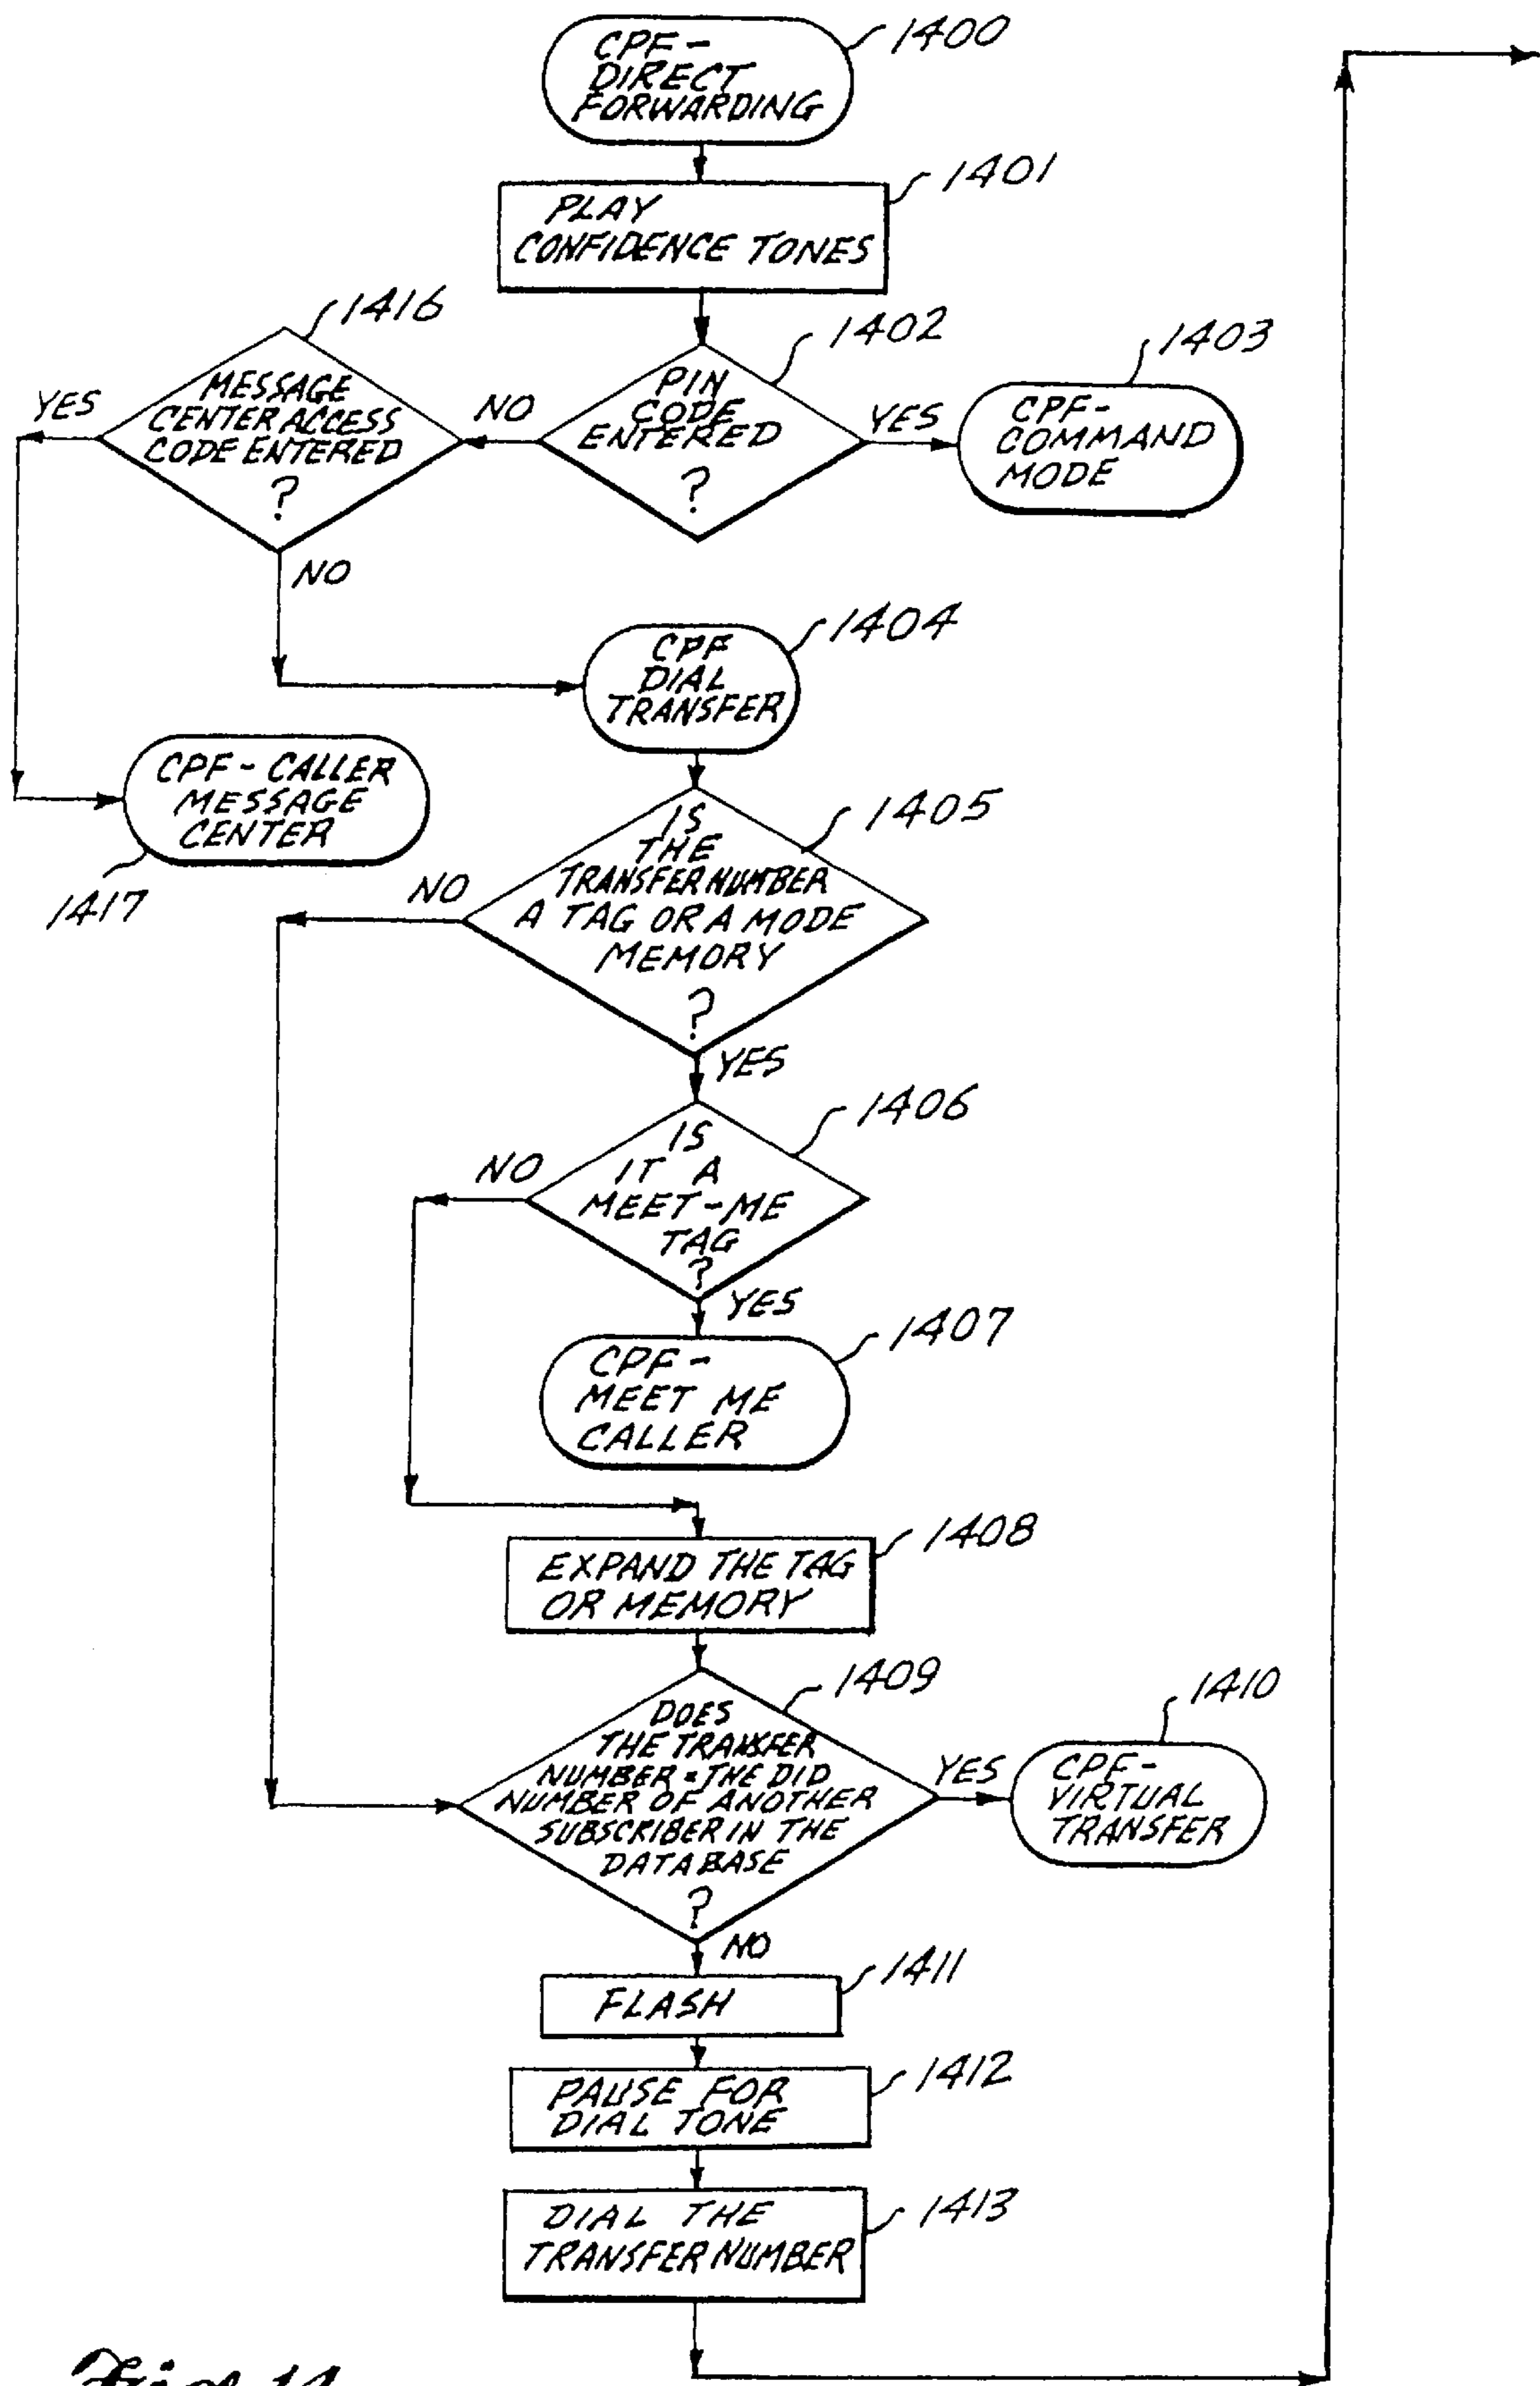 CPF-
DIRECT
FORWARDING
1400
PLAY
CONFIDENCE TONES
1401
PIN
CODE
ENTERED
?
1402
YES
CPF-
COMMAND
MODE
1403
NO
MESSAGE
CENTER ACCESS
CODE ENTERED
?
1416
YES
NO
CPF
DIAL
TRANSFER
1404
CPF-CALLER
MESSAGE
CENTER
1417
IS
THE
TRANSFER NUMBER
A TAG OR A MODE
MEMORY
?
1405
NO
YES
IS
IT A
MEET-ME
TAG
?
1406
NO
YES
CPF-
MEET ME
CALLER
1407
EXPAND THE TAG
OR MEMORY
1408
DOES
THE TRANSFER
NUMBER = THE DID
NUMBER OF ANOTHER
SUBSCRIBER IN THE
DATABASE
?
1409
YES
CPF-
VIRTUAL
TRANSFER
1410
NO
FLASH
1411
PAUSE FOR
DIAL TONE
1412
DIAL THE
TRANSFER NUMBER
1413
Fig. 14